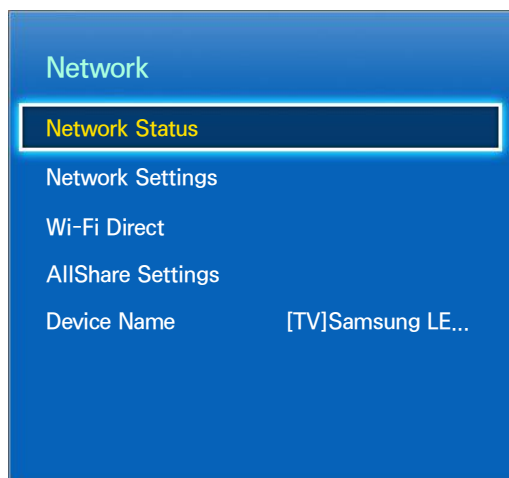 Network
Network Status
Network Settings
Wi-Fi Direct
AllShare Settings
Device Name [TV]Samsung LE...